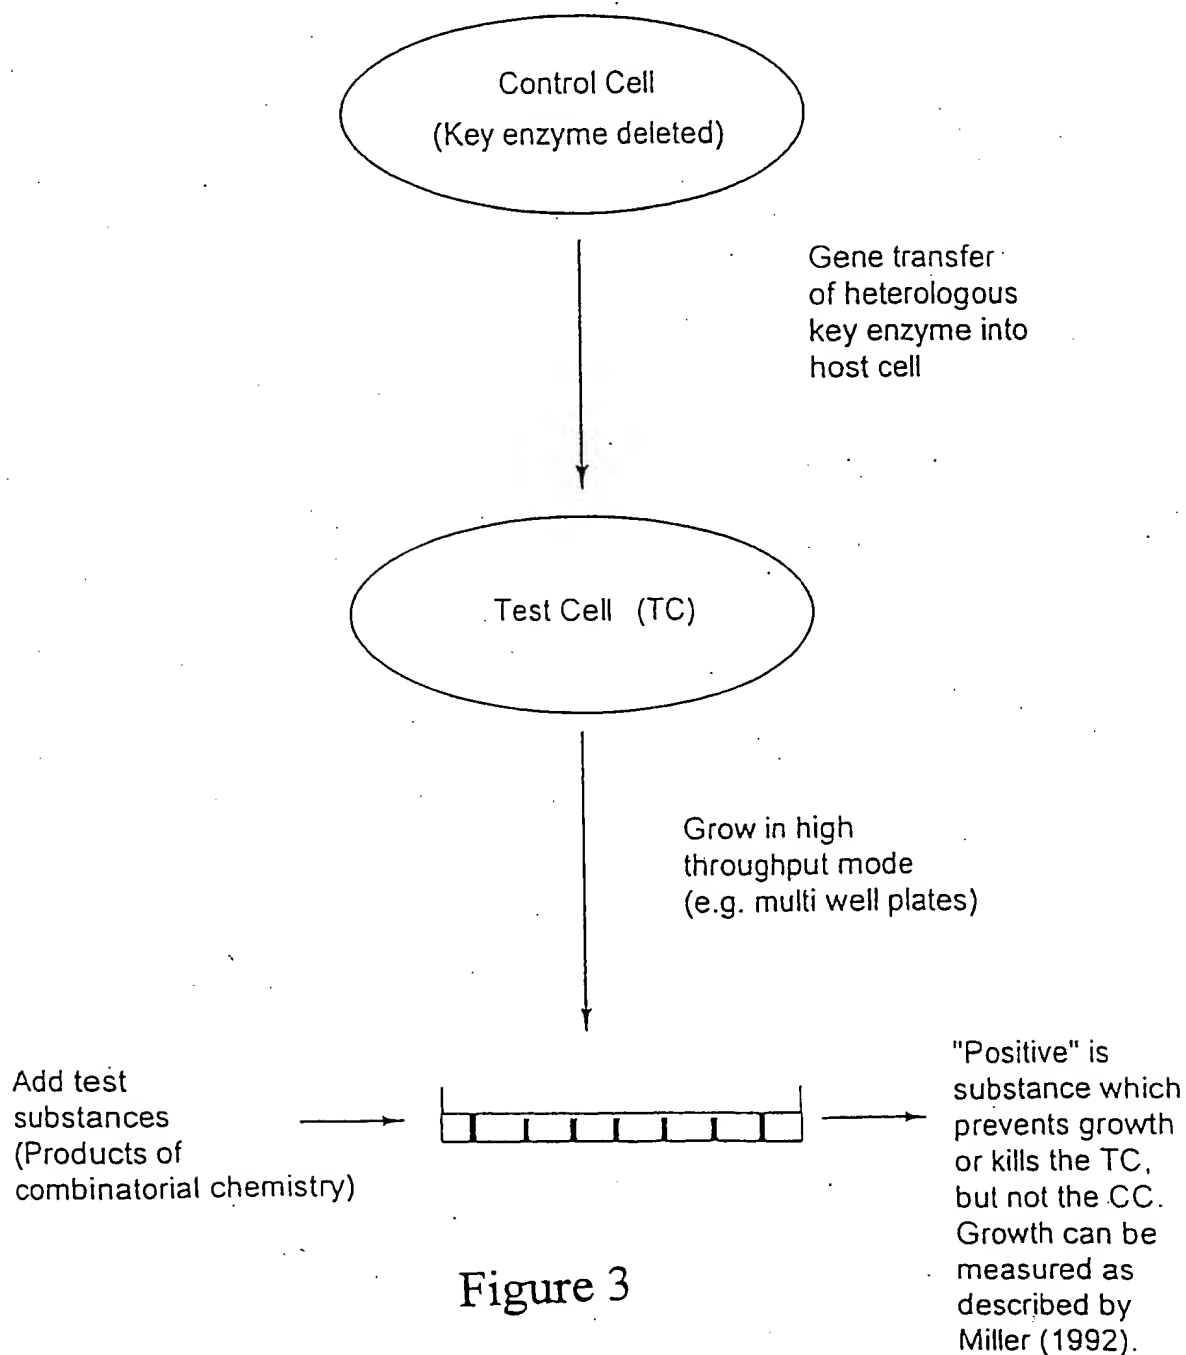 Control Cell
(Key enzyme deleted)
Gene transfer
of heterologous
key enzyme into
host cell
Test Cell (TC)
Grow in high
throughput mode
(e.g. multi well plates)
Add test
substances
(Products of
combinatorial chemistry)
"Positive" is
substance which
prevents growth
or kills the TC,
but not the CC.
Growth can be
measured as
described by
Miller (1992).
Figure 3